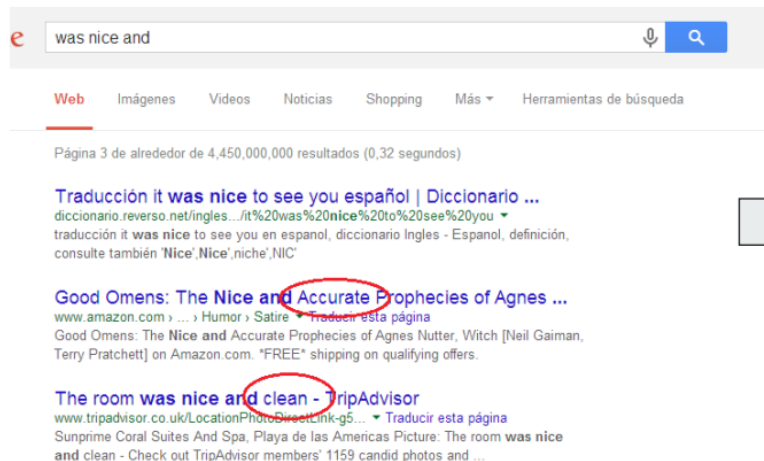 e was nice and
Web Imágenes Videos Noticias Shopping Más Herramientas de búsqueda
Página 3 de alrededor de 4,450,000,000 resultados (0,32 segundos)
Traducción it was nice to see you español | Diccionario ...
diccionario.reverso.net/ingles.../it%20was%20nice%20to%20see%20you
traducción it was nice to see you en espanol, diccionario Ingles - Espanol, definición,
consulte también 'Nice',Nice',niche',NIC'
Good Omens: The Nice and Accurate Prophecies of Agnes ...
www.amazon.com › ... › Humor › Satire Traducir esta página
Good Omens: The Nice and Accurate Prophecies of Agnes Nutter, Witch [Neil Gaiman,
Terry Pratchett] on Amazon.com. *FREE* shipping on qualifying offers.
The room was nice and clean - TripAdvisor
www.tripadvisor.co.uk/LocationPhotoDirectLink-g5... Traducir esta página
Sunprime Coral Suites And Spa, Playa de las Americas Picture: The room was nice
and clean - Check out TripAdvisor members' 1159 candid photos and ...